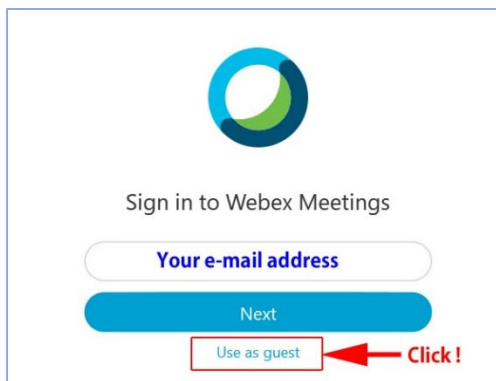 Sign in to Webex Meetings
Your e-mail address
Next
Use as guest Click !